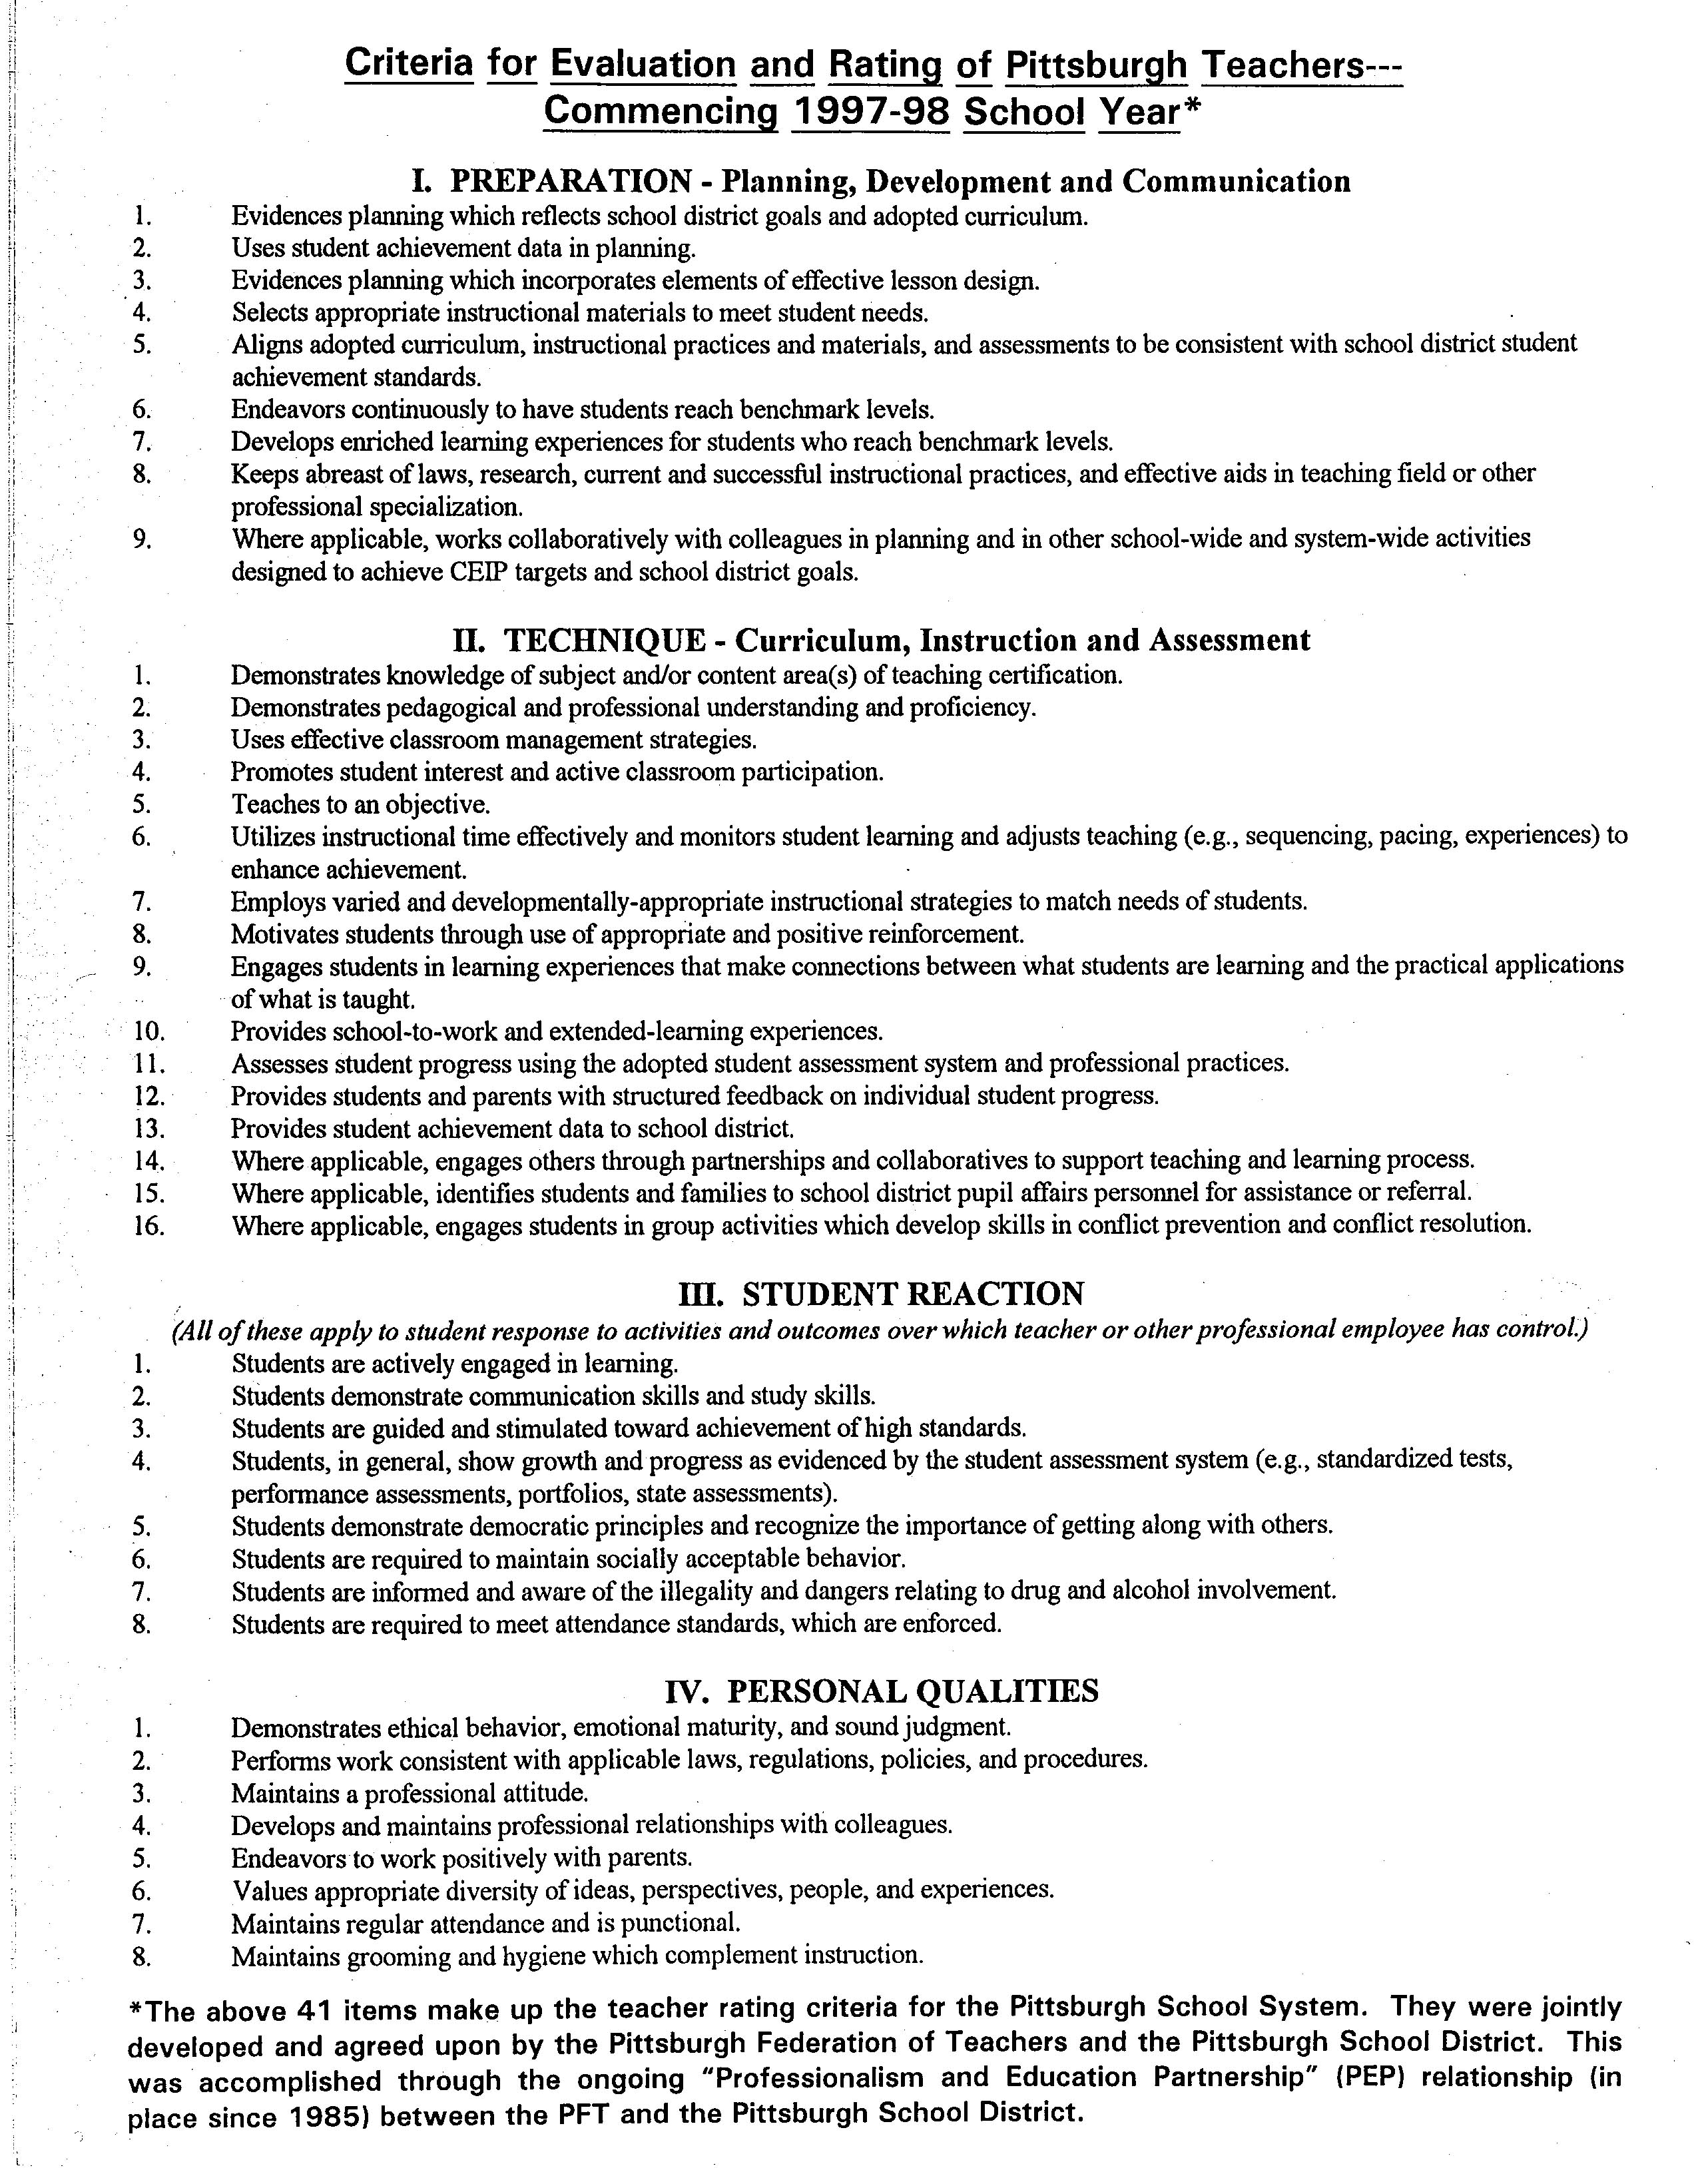 Criteria for Evaluation and Rating of Pittsburgh Teachers---
Commencing 1997-98 School Year*
I. PREPARATION - Planning, Development and Communication
1. Evidences planning which reflects school district goals and adopted curriculum.
2. Uses student achievement data in planning.
3. Evidences planning which incorporates elements of effective lesson design.
4. Selects appropriate instructional materials to meet student needs.
5. Aligns adopted curriculum, instructional practices and materials, and assessments to be consistent with school district student
achievement standards.
6. Endeavors continuously to have students reach benchmark levels.
7. Develops enriched learning experiences for students who reach benchmark levels.
8. Keeps abreast of laws, research, current and successful instructional practices, and effective aids in teaching field or other
professional specialization.
9. Where applicable, works collaboratively with colleagues in planning and in other school-wide and system-wide activities
designed to achieve CEIP targets and school district goals.
II. TECHNIQUE - Curriculum, Instruction and Assessment
1. Demonstrates knowledge of subject and/or content area(s) of teaching certification.
2. Demonstrates pedagogical and professional understanding and proficiency.
3. Uses effective classroom management strategies.
4. Promotes student interest and active classroom participation.
5. Teaches to an objective.
6. Utilizes instructional time effectively and monitors student learning and adjusts teaching (e.g., sequencing, pacing, experiences) to
enhance achievement.
7. Employs varied and developmentally-appropriate instructional strategies to match needs of students.
8. Motivates students through use of appropriate and positive reinforcement.
9. Engages students in learning experiences that make connections between what students are learning and the practical applications
of what is taught.
10. Provides school-to-work and extended-learning experiences.
11. Assesses student progress using the adopted student assessment system and professional practices.
12. Provides students and parents with structured feedback on individual student progress.
13. Provides student achievement data to school district.
14. Where applicable, engages others through partnerships and collaboratives to support teaching and learning process.
15. Where applicable, identifies students and families to school district pupil affairs personnel for assistance or referral.
16. Where applicable, engages students in group activities which develop skills in conflict prevention and conflict resolution.
III. STUDENT REACTION
(All of these apply to student response to activities and outcomes over which teacher or other professional employee has control.)
1. Students are actively engaged in learning.
2. Students demonstrate communication skills and study skills.
3. Students are guided and stimulated toward achievement of high standards.
4. Students, in general, show growth and progress as evidenced by the student assessment system (e.g., standardized tests,
performance assessments, portfolios, state assessments).
5. Students demonstrate democratic principles and recognize the importance of getting along with others.
6. Students are required to maintain socially acceptable behavior.
7. Students are informed and aware of the illegality and dangers relating to drug and alcohol involvement.
8. Students are required to meet attendance standards, which are enforced.
IV. PERSONAL QUALITIES
1. Demonstrates ethical behavior, emotional maturity, and sound judgment.
2. Performs work consistent with applicable laws, regulations, policies, and procedures.
3. Maintains a professional attitude.
4. Develops and maintains professional relationships with colleagues.
5. Endeavors to work positively with parents.
6. Values appropriate diversity of ideas, perspectives, people, and experiences.
7. Maintains regular attendance and is punctional.
8. Maintains grooming and hygiene which complement instruction.
*The above 41 items make up the teacher rating criteria for the Pittsburgh School System. They were jointly
developed and agreed upon by the Pittsburgh Federation of Teachers and the Pittsburgh School District. This
was accomplished through the ongoing "Professionalism and Education Partnership" (PEP) relationship (in
place since 1985) between the PFT and the Pittsburgh School District.